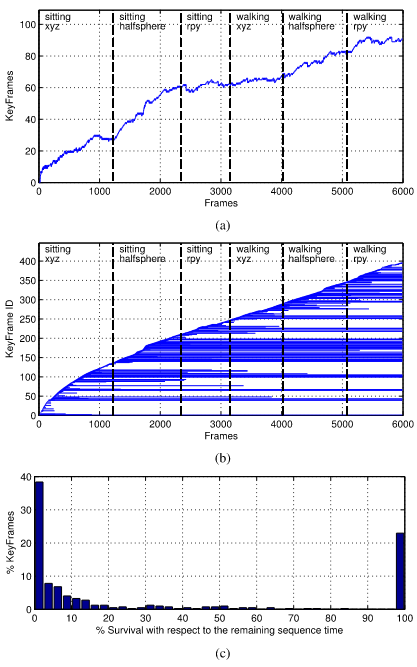 sitting sitting sitting walking walking walking
xyz halfsphere rpy xyz halfsphere rpy
100
80
60
40
20
0
KeyFrames
0 1000 2000 3000 4000 5000 6000
Frames
(a)
sitting sitting sitting walking walking walking
xyz halfsphere rpy xyz halfsphere rpy
400
350
300
250
200
150
100
50
0
KeyFrame ID
0 1000 2000 3000 4000 5000 6000
Frames
(b)
40
30
20
10
0
% KeyFrames
0 10 20 30 40 50 60 70 80 90 100
% Survival with respect to the remaining sequence time
(c)